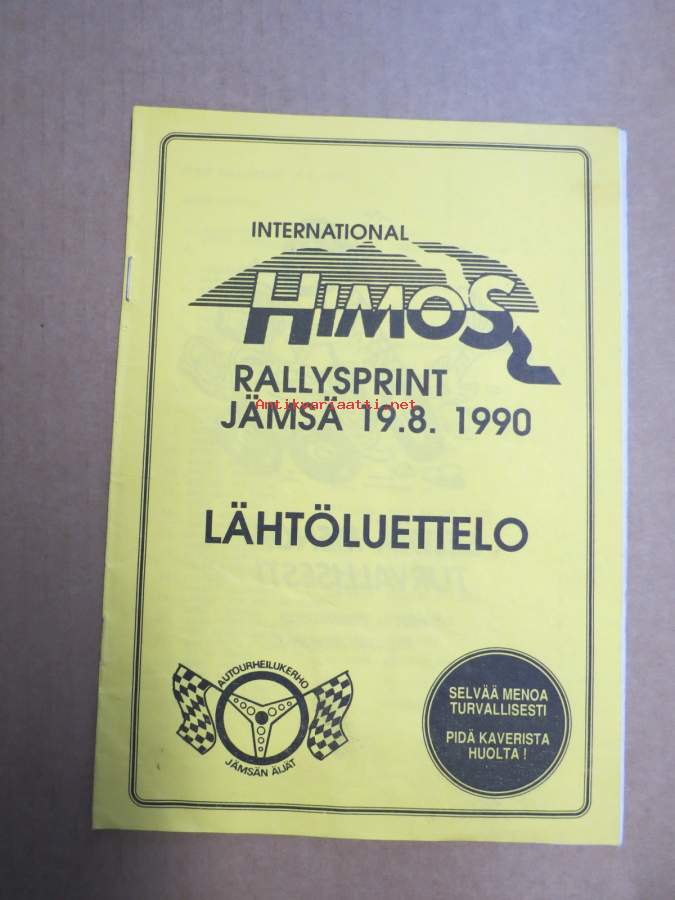 INTERNATIONAL
HIMOS
RALLYSPRINT
JÄMSÄ 19.8. 1990
Antikvariaatti.net
LÄHTÖLUETTELO
TURVALLISESTI
AUTOURHEILUKERHO
JÄMSÄN ÄIJÄT
SELVÄÄ MENOA
TURVALLISESTI
PIDÄ KAVERISTA
HUOLTA !